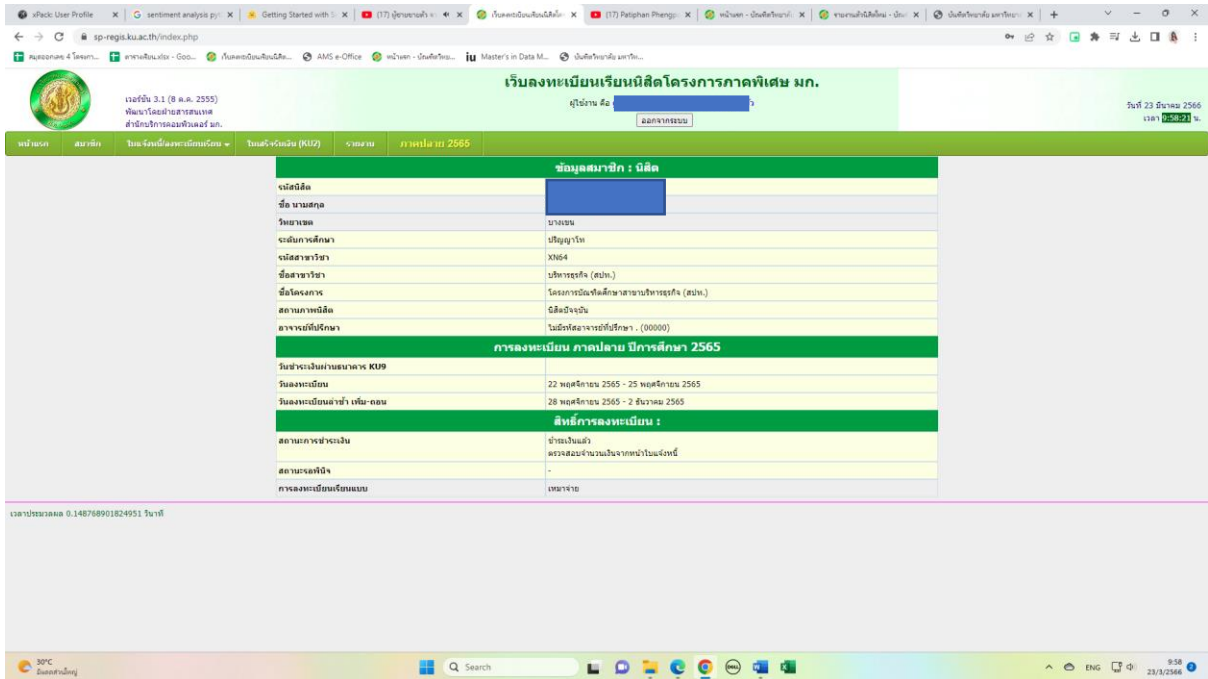 xPack: User Profile
sentiment analysis py
Getting Started with S
(17) Patiphan Phengp
sp-regis.ku.ac.th/index.php
AMS e-Office
Master's in Data M...
เว็บลงทะเบียนเรียนนิสิตโครงการภาคพิเศษ มก.
เวอร์ชัน 3.1 (8 ต.ค. 2555)
พัฒนาโดยฝ่ายสารสนเทศ
สำนักบริการคอมพิวเตอร์ มก.
ผู้ใช้งาน คือ
ออกจากระบบ
วันที่ 23 มีนาคม 2566
เวลา 9:58:21 น.
หน้าแรก สมาชิก ใบแจ้งหนี้ลงทะเบียนเรียน ใบเสร็จรับเงิน (KU2) รายงาน ภาคปลาย 2565
ข้อมูลสมาชิก : นิสิต
รหัสนิสิต
ชื่อ นามสกุล
วิทยาเขต บางเขน
ระดับการศึกษา ปริญญาโท
รหัสสาขาวิชา XN64
ชื่อสาขาวิชา บริหารธุรกิจ (สปท.)
ชื่อโครงการ โครงการบัณฑิตศึกษาสาขาบริหารธุรกิจ (สปท.)
สถานภาพนิสิต นิสิตปัจจุบัน
อาจารย์ที่ปรึกษา ไม่มีรหัสอาจารย์ที่ปรึกษา . (00000)
การลงทะเบียน ภาคปลาย ปีการศึกษา 2565
วันชำระเงินผ่านธนาคาร KU9
วันลงทะเบียน 22 พฤศจิกายน 2565 - 25 พฤศจิกายน 2565
วันลงทะเบียนล่าช้า เพิ่ม-ถอน 28 พฤศจิกายน 2565 - 2 ธันวาคม 2565
สิทธิ์การลงทะเบียน :
สถานะการชำระเงิน ชำระเงินแล้ว
ตรวจสอบจำนวนเงินจากหน้าใบแจ้งหนี้
สถานะรอพินิจ -
การลงทะเบียนเรียนแบบ เหมาจ่าย
เวลาประมวลผล 0.148768901824951 วินาที
30°C
มีแดดส่วนใหญ่
Search
ENG
9:58
23/3/2566